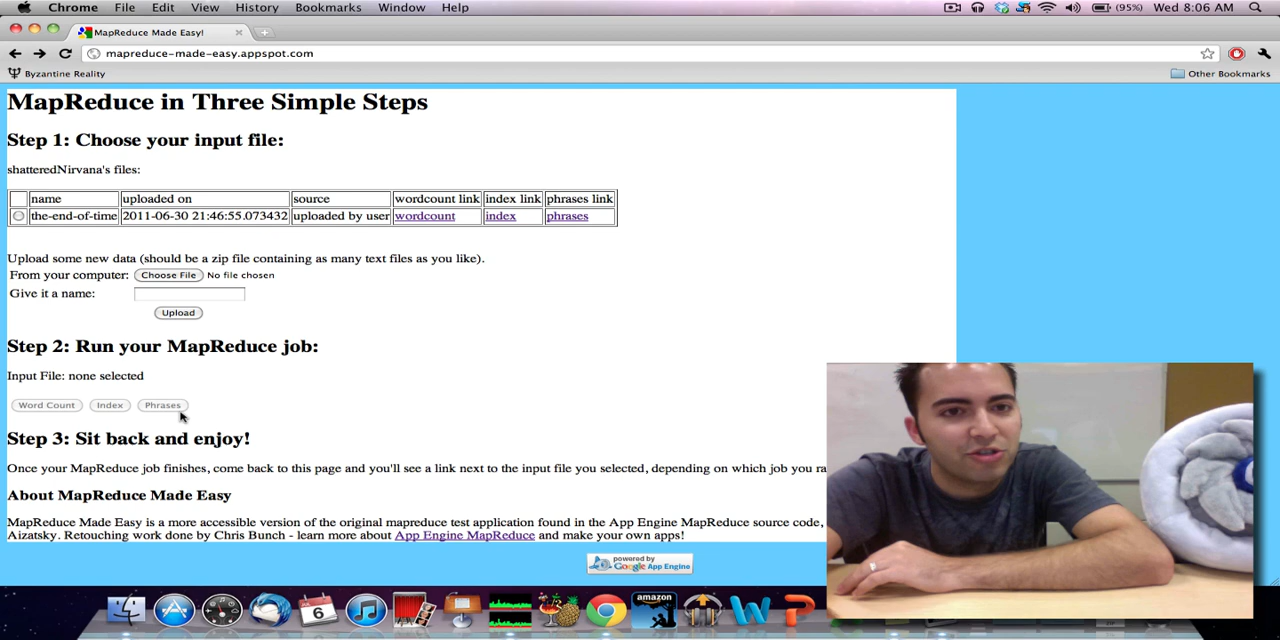 Chrome File Edit View History Bookmarks Window Help (95%) Wed 8:06 AM
MapReduce Made Easy!
mapreduce-made-easy.appspot.com
Byzantine Reality Other Bookmarks
MapReduce in Three Simple Steps
Step 1: Choose your input file:
shatteredNirvana's files:
name uploaded on source wordcount link index link phrases link
the-end-of-time 2011-06-30 21:46:55.073432 uploaded by user wordcount index phrases
Upload some new data (should be a zip file containing as many text files as you like).
From your computer: Choose File No file chosen
Give it a name:
Upload
Step 2: Run your MapReduce job:
Input File: none selected
Word Count Index Phrases
Step 3: Sit back and enjoy!
Once your MapReduce job finishes, come back to this page and you'll see a link next to the input file you selected, depending on which job you ra
About MapReduce Made Easy
MapReduce Made Easy is a more accessible version of the original mapreduce test application found in the App Engine MapReduce source code,
Aizatsky. Retouching work done by Chris Bunch - learn more about App Engine MapReduce and make your own apps!
powered by
Google App Engine
6
amazon